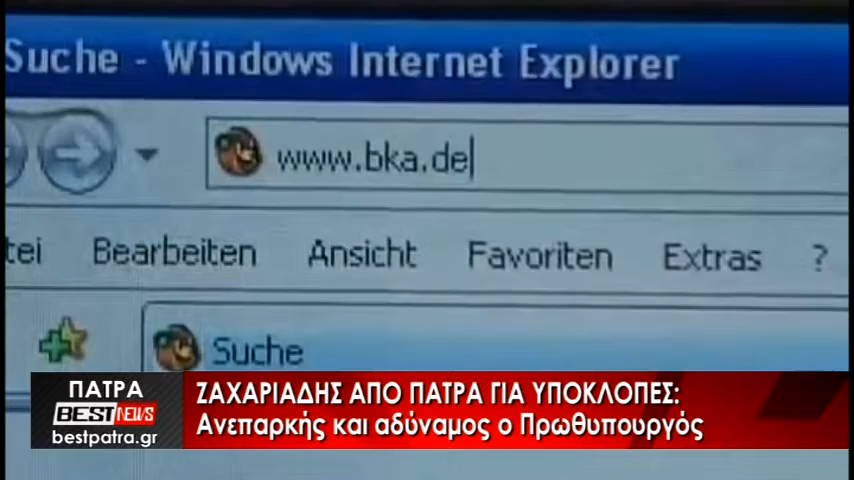 Suche - Windows Internet Explorer
www.bka.de
tei Bearbeiten Ansicht Favoriten Extras ?
Suche
ΠΑΤΡΑ
BEST NEWS
bestpatra.gr
ΖΑΧΑΡΙΑΔΗΣ ΑΠΟ ΠΑΤΡΑ ΓΙΑ ΥΠΟΚΛΟΠΕΣ:
Ανεπαρκής και αδύναμος ο Πρωθυπουργός